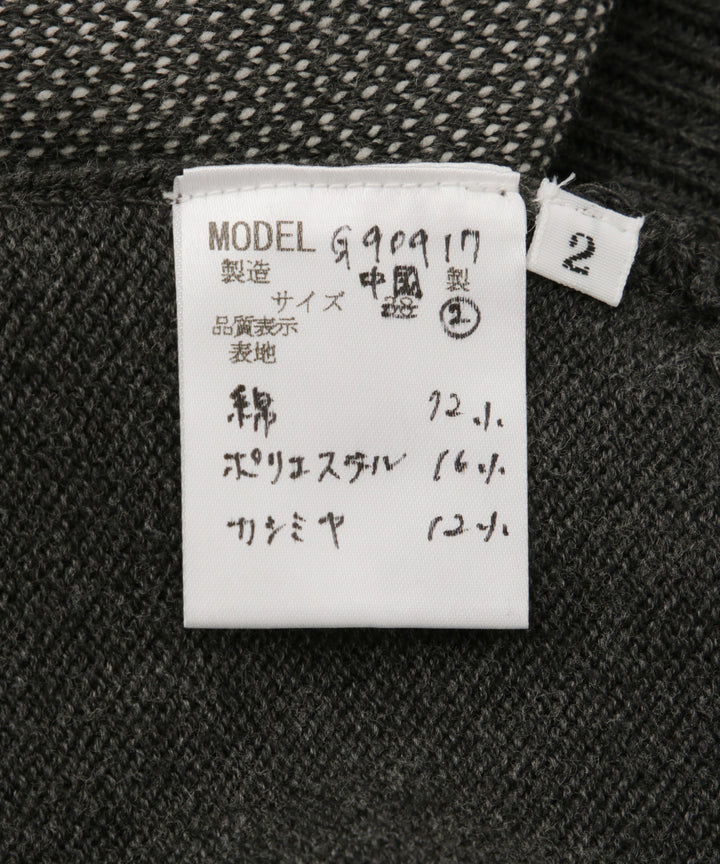 MODEL G90917
製造 中國 製
サイズ 38 ②
品質表示
表地
綿 72%
ポリエステル 16%
カシミヤ 12%
2